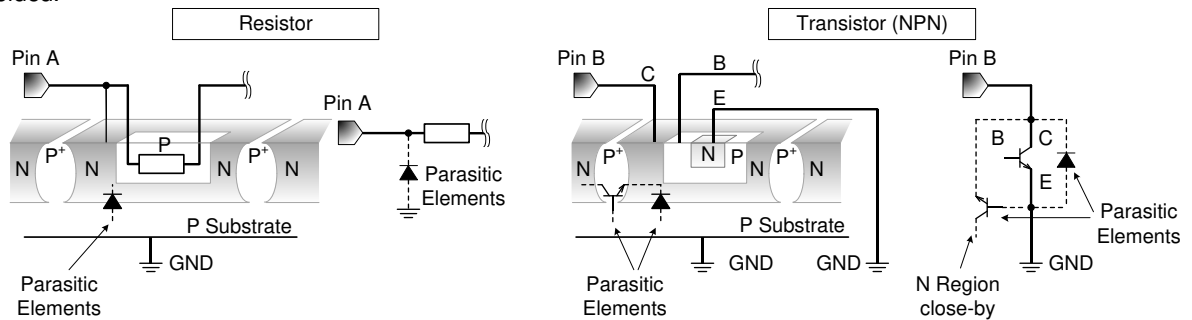 Resistor
Transistor (NPN)
Pin A
Pin A
N
P+
N
P
P+
N
N
P Substrate
GND
Parasitic
Elements
Parasitic
Elements
Pin B
C
B
E
N
P+
N
N
P
P+
N
N
P Substrate
GND
GND
Parasitic
Elements
Pin B
B
C
E
Parasitic
Elements
GND
N Region
close-by